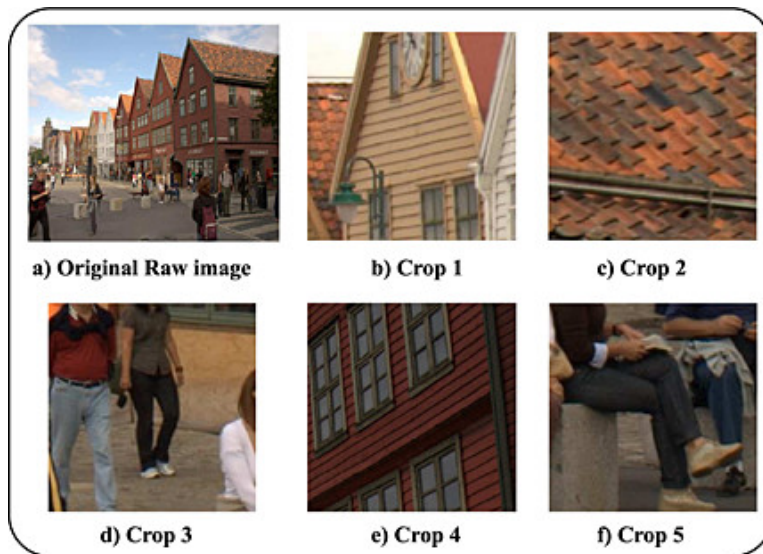 a) Original Raw image
b) Crop 1
c) Crop 2
d) Crop 3
e) Crop 4
f) Crop 5